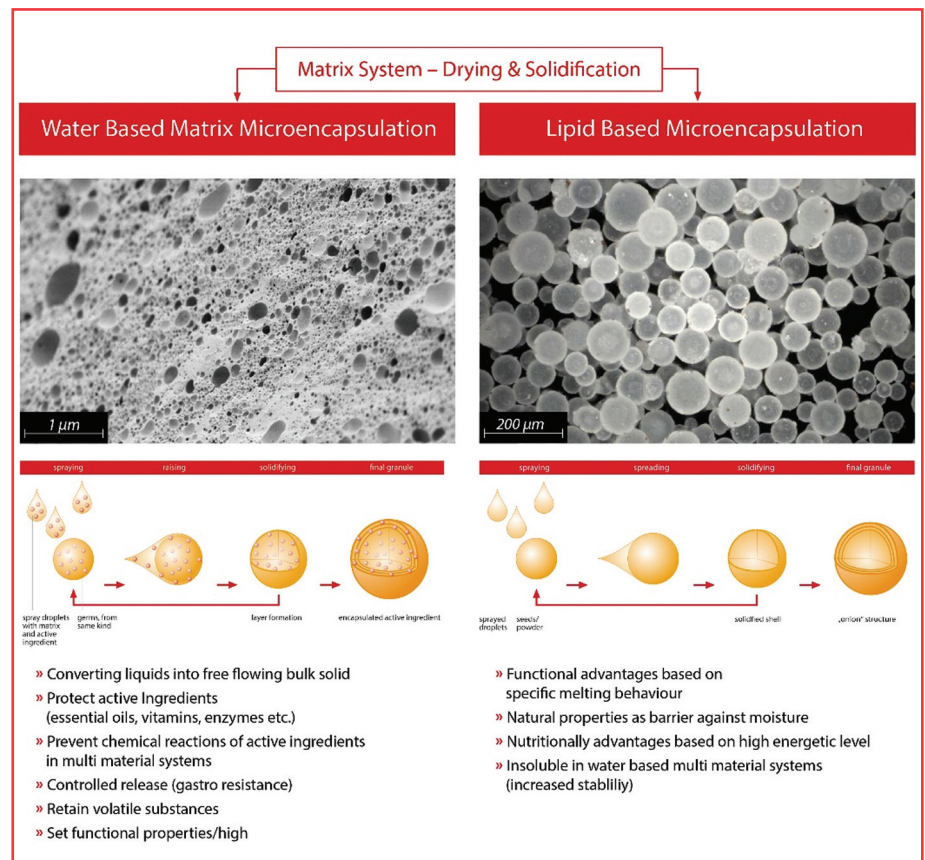 Matrix System – Drying & Solidification
Water Based Matrix Microencapsulation
1 µm
spraying raising solidifying final granule
spray droplets with matrix and active ingredient
germs, from same kind
layer formation
encapsulated active ingredient
» Converting liquids into free flowing bulk solid
» Protect active Ingredients
(essential oils, vitamins, enzymes etc.)
» Prevent chemical reactions of active ingredients
in multi material systems
» Controlled release (gastro resistance)
» Retain volatile substances
» Set functional properties/high
Lipid Based Microencapsulation
200 µm
spraying spreading solidifying final granule
sprayed droplets
seeds/ powder
solidfied shell
„onion“ structure
» Functional advantages based on
specific melting behaviour
» Natural properties as barrier against moisture
» Nutritionally advantages based on high energetic level
» Insoluble in water based multi material systems
(increased stabliliy)